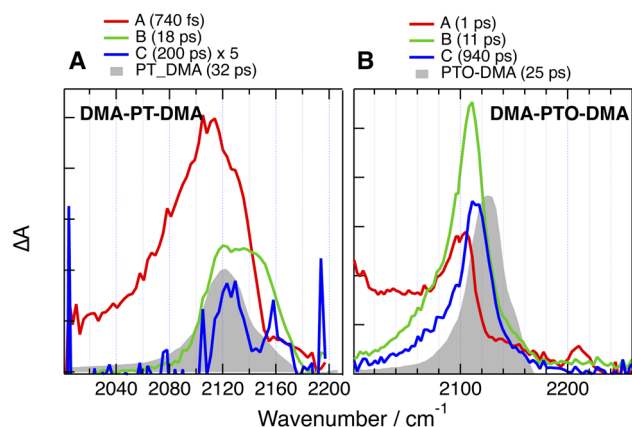 A (740 fs)
B (18 ps)
C (200 ps) x 5
PT_DMA (32 ps)
A
DMA-PT-DMA
A (1 ps)
B (11 ps)
C (940 ps)
PTO-DMA (25 ps)
B
DMA-PTO-DMA
ΔA
2040 2080 2120 2160 2200
2100 2200
Wavenumber / cm-1